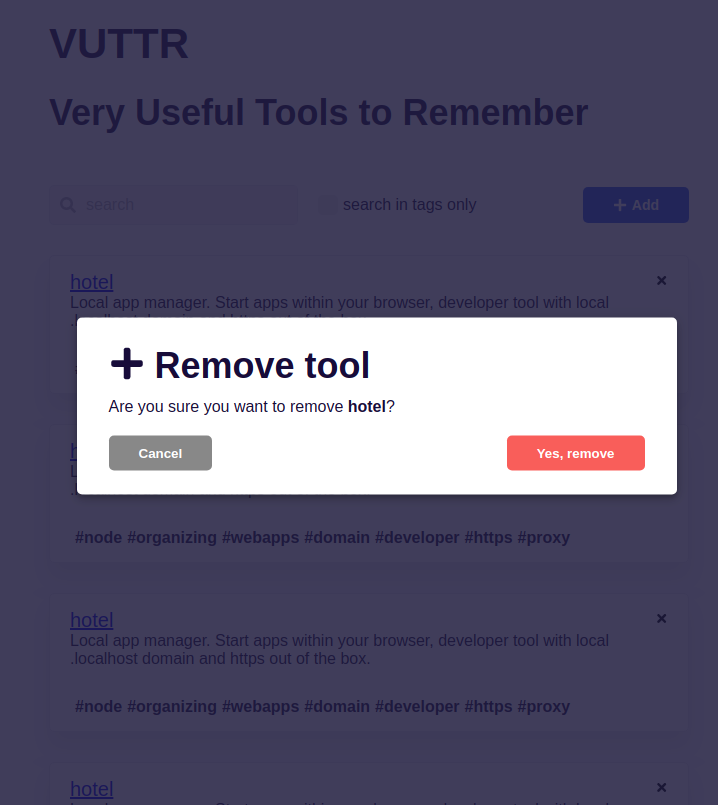 VUTTR
Very Useful Tools to Remember
search
search in tags only
Add
hotel
Local app manager. Start apps within your browser, developer tool with local
Remove tool
Are you sure you want to remove hotel?
Cancel
Yes, remove
#node #organizing #webapps #domain #developer #https #proxy
hotel
Local app manager. Start apps within your browser, developer tool with local
.localhost domain and https out of the box.
#node #organizing #webapps #domain #developer #https #proxy
hotel